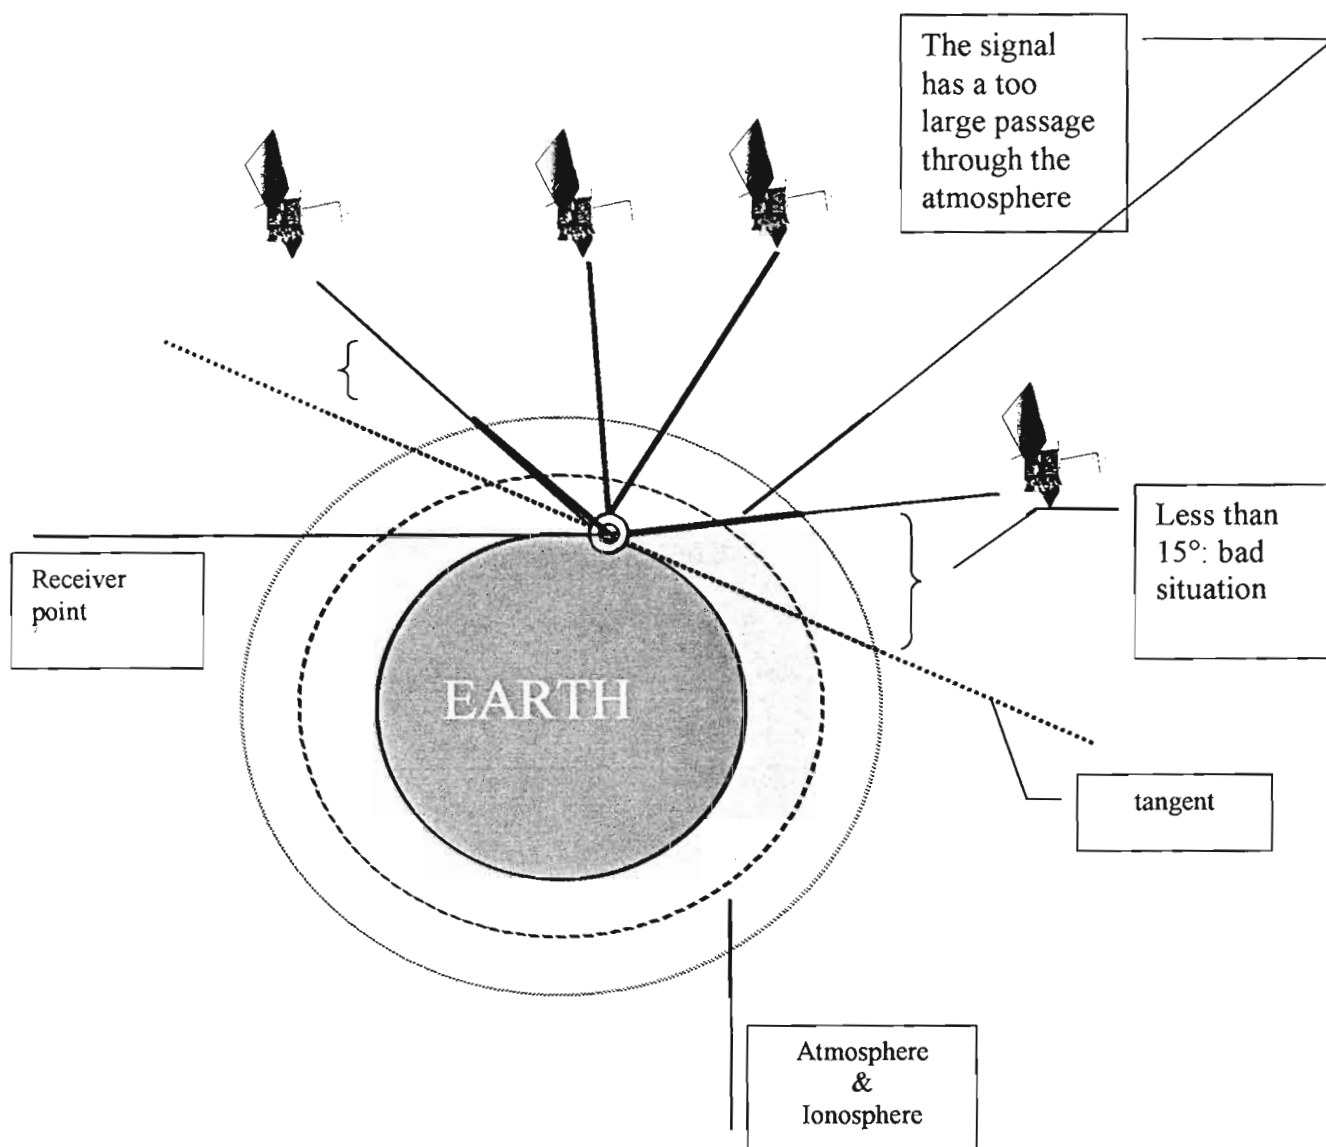 The signal
has a too
large passage
through the
atmosphere
Less than
15°: bad
situation
Receiver
point
EARTH
tangent
Atmosphere
&
Ionosphere